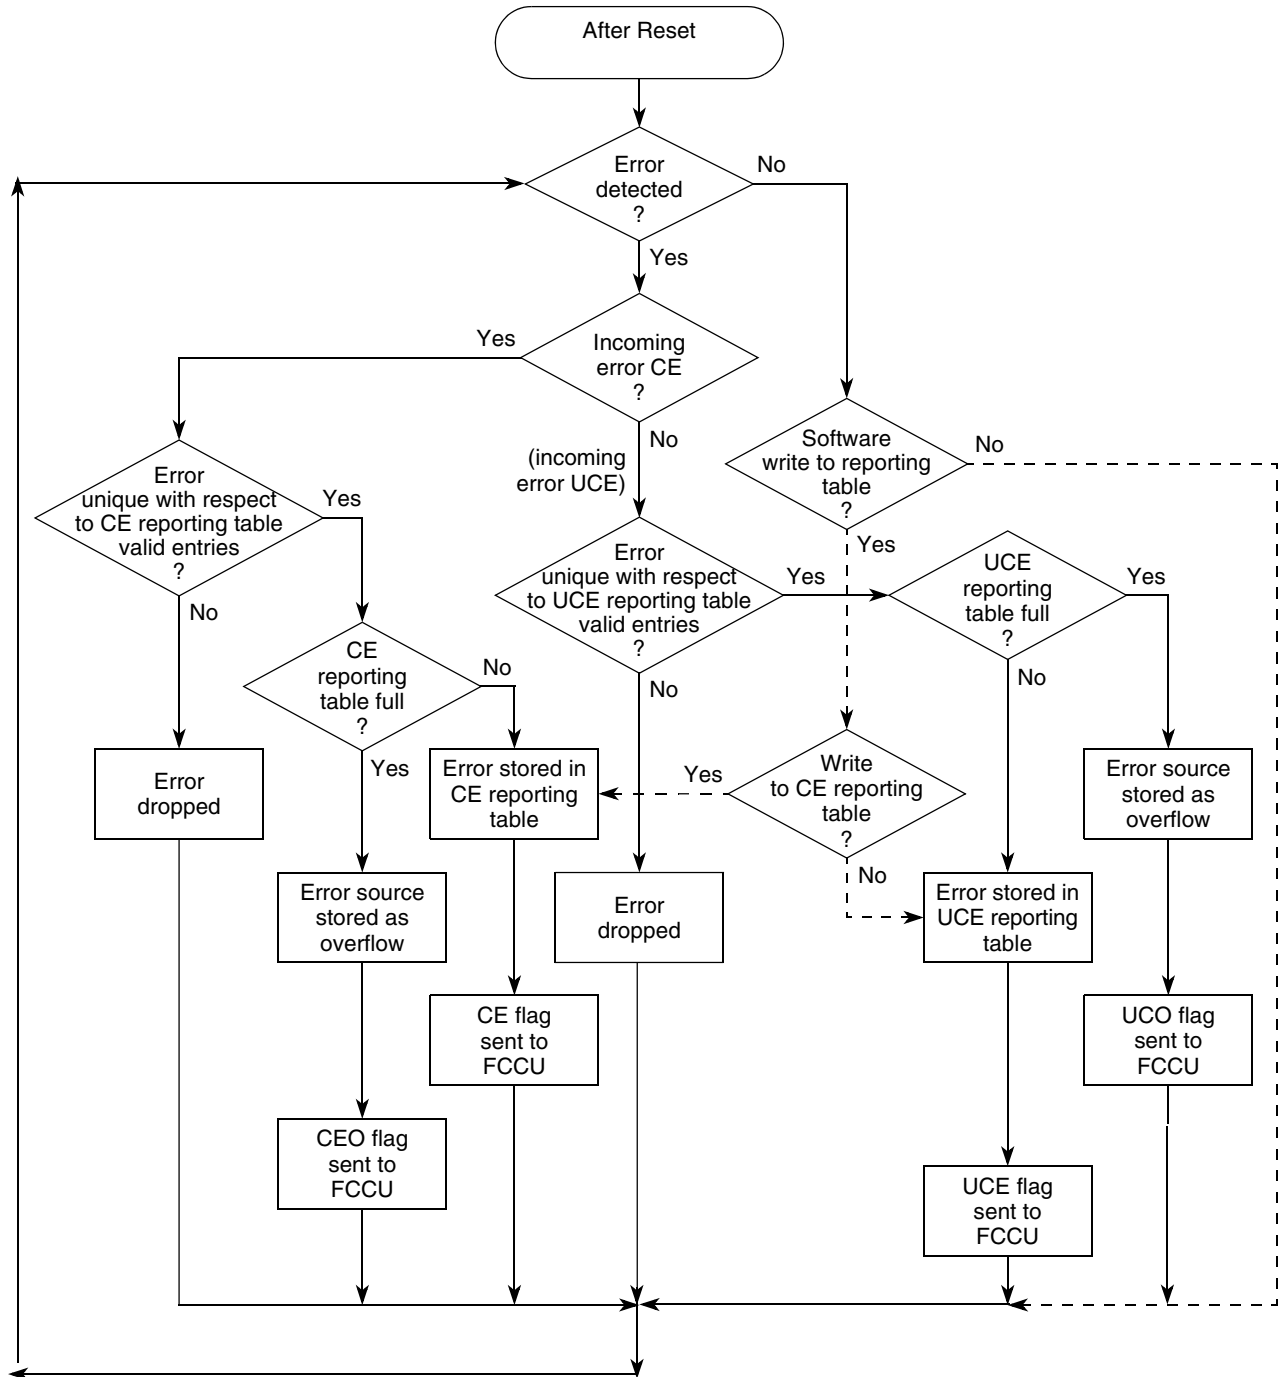 After Reset
Error
detected
?
No
Yes
Incoming
error CE
?
Yes
No
(incoming
error UCE)
Software
write to reporting
table
?
No
Yes
Error
unique with respect
to CE reporting table
valid entries
?
Yes
No
Error
unique with respect
to UCE reporting table
valid entries
?
Yes
No
UCE
reporting
table full
?
Yes
No
CE
reporting
table full
?
No
Yes
Error
dropped
Error stored in
CE reporting
table
Yes
Write
to CE reporting
table
?
No
Error source
stored as
overflow
Error source
stored as
overflow
Error
dropped
Error stored in
UCE reporting
table
CE flag
sent to
FCCU
UCO flag
sent to
FCCU
CEO flag
sent to
FCCU
UCE flag
sent to
FCCU